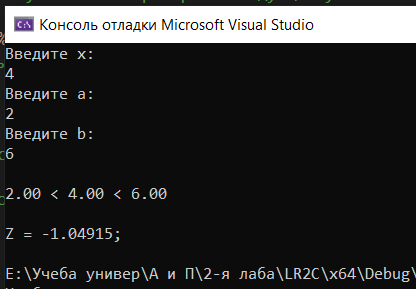 Консоль отладки Microsoft Visual Studio
Введите x:
4
Введите a:
2
Введите b:
6
2.00 < 4.00 < 6.00
Z = -1.04915;
E:\Учеба универ\А и П\2-я лаба\LR2C\x64\Debug\